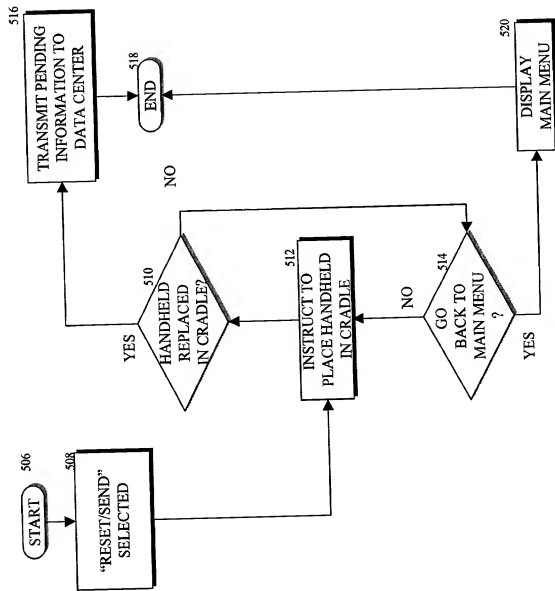 506
START
508
"RESET/SEND"
SELECTED
516
TRANSMIT PENDING
INFORMATION TO
DATA CENTER
518
END
YES
510
HANDHELD
REPLACED
IN CRADLE?
NO
512
INSTRUCT TO
PLACE HANDHELD
IN CRADLE
NO
514
GO
BACK TO
MAIN MENU
?
YES
520
DISPLAY
MAIN MENU